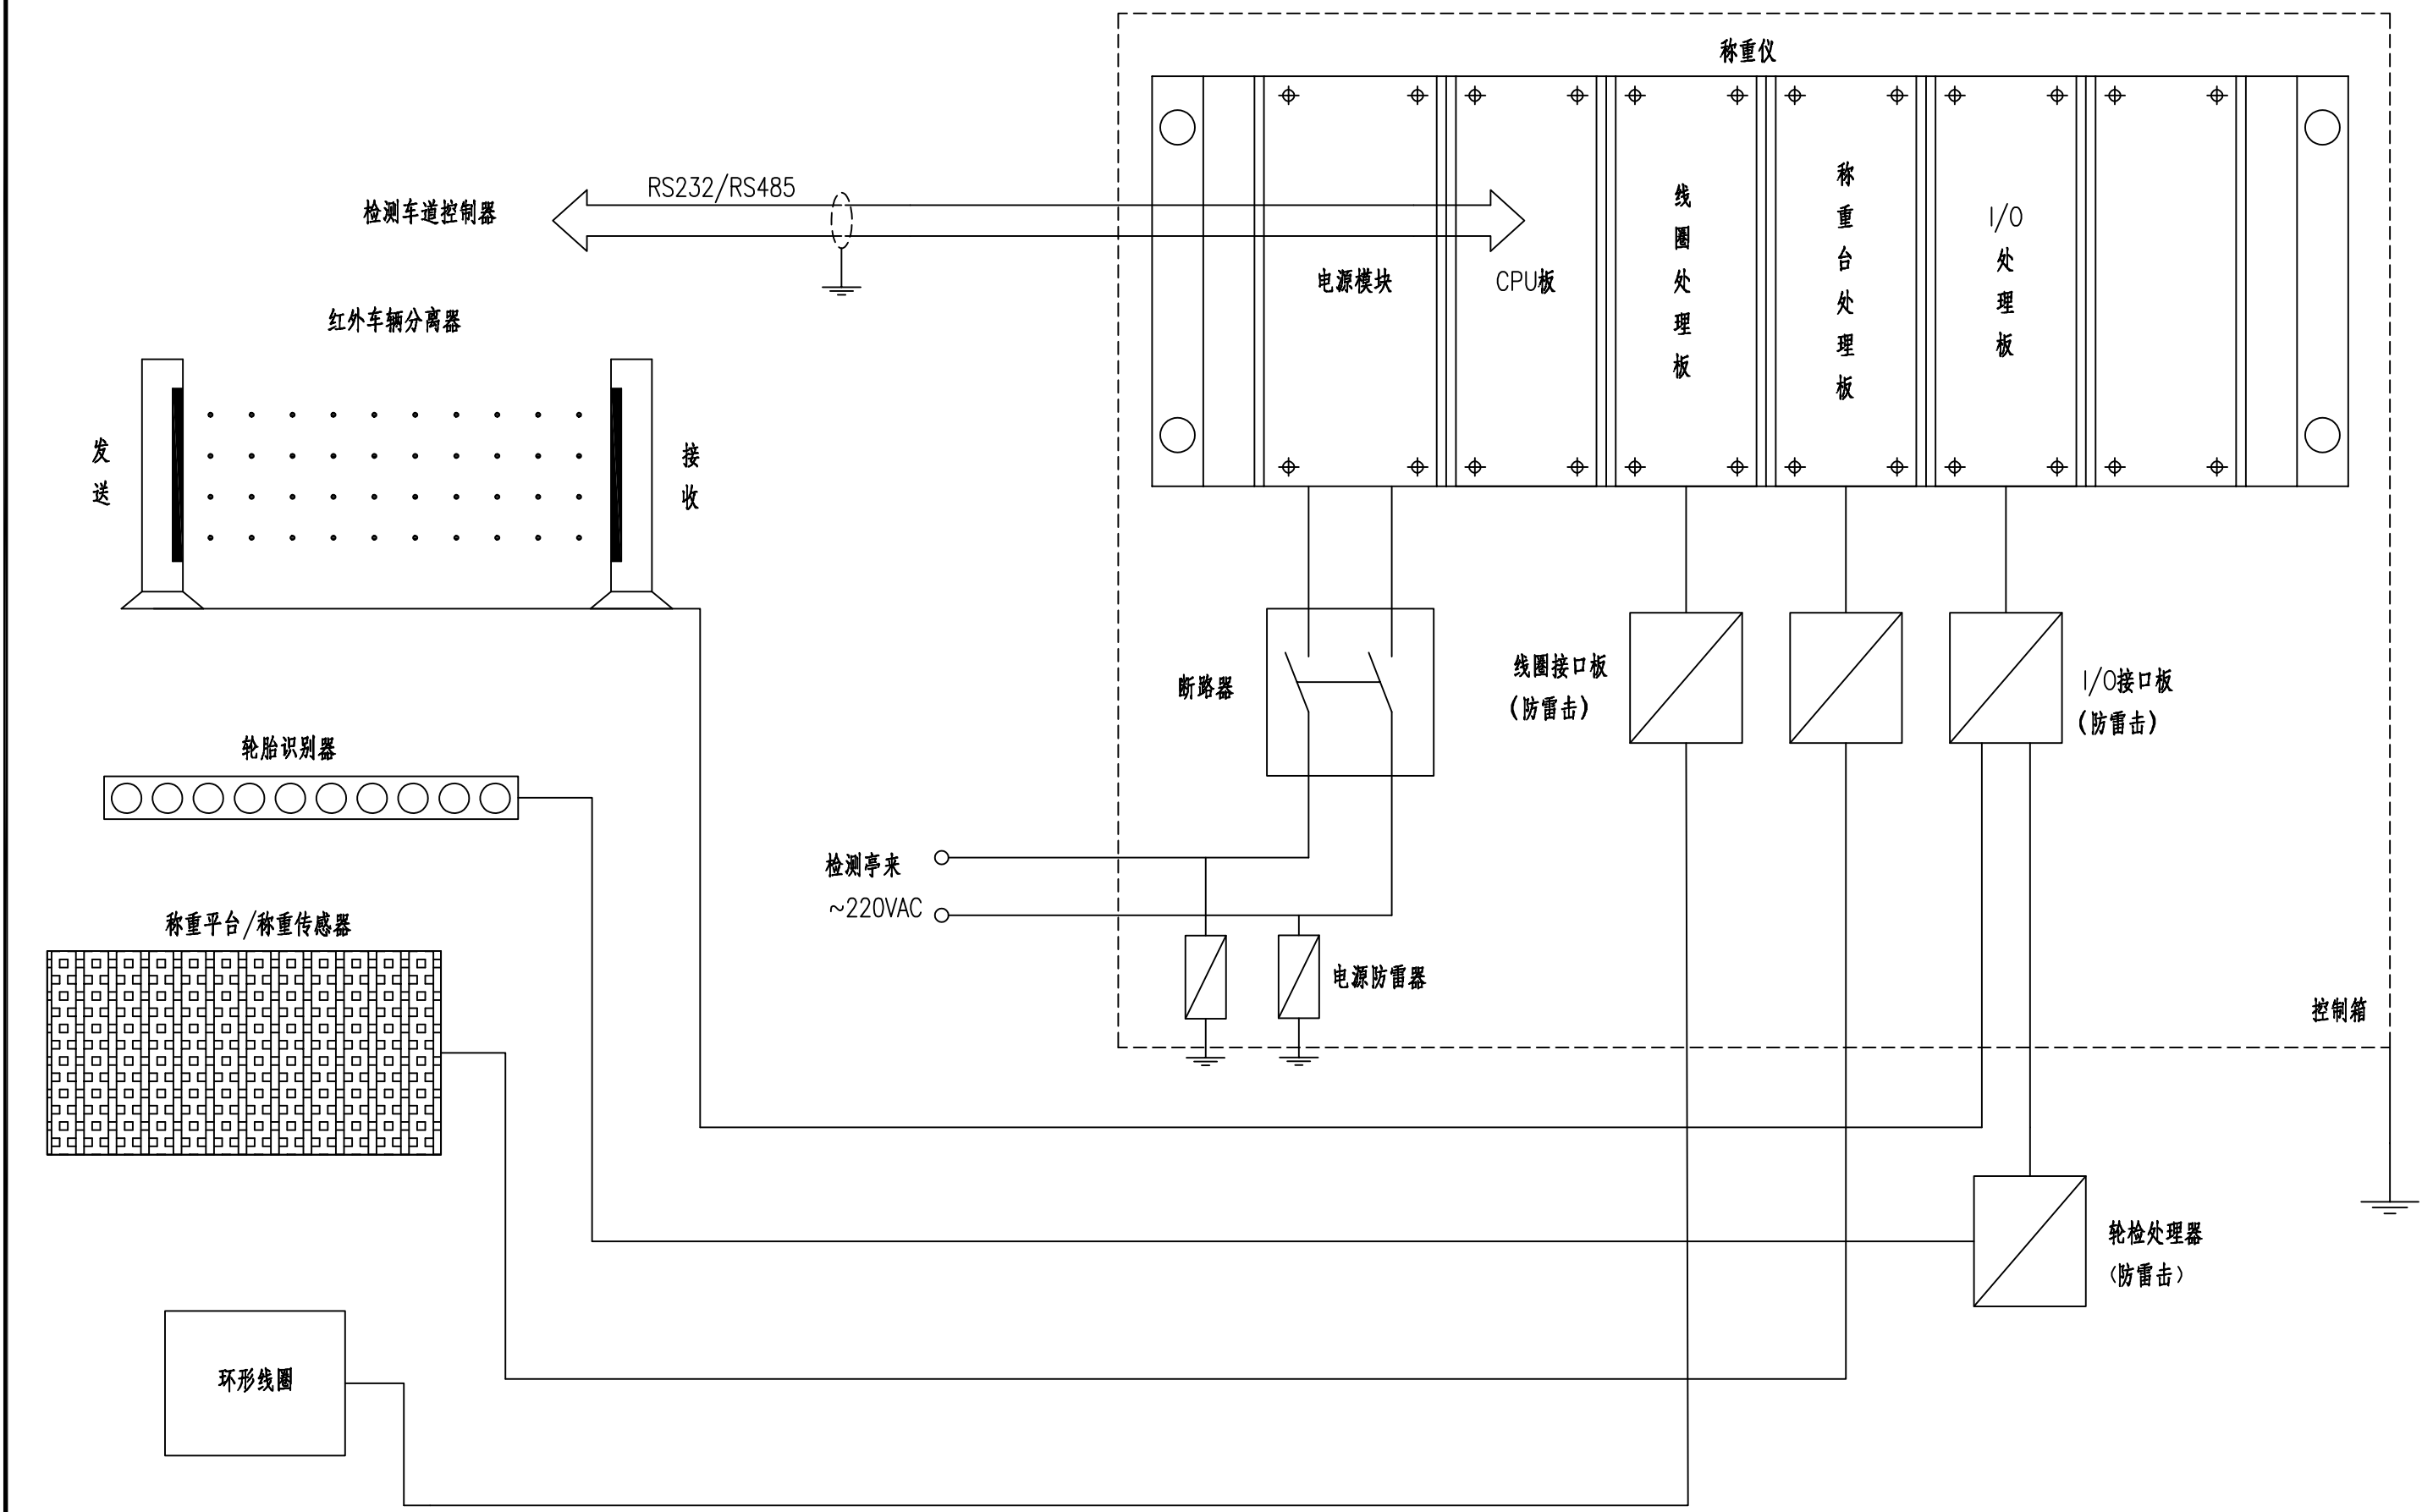 称重仪
检测车道控制器
RS232/RS485
电源模块
CPU板
线圈处理板
称重台处理板
I/O处理板
红外车辆分离器
发送
接收
断路器
线圈接口板
(防雷击)
I/O接口板
(防雷击)
轮胎识别器
检测亭来
~220VAC
称重平台/称重传感器
电源防雷器
控制箱
轮检处理器
(防雷击)
环形线圈